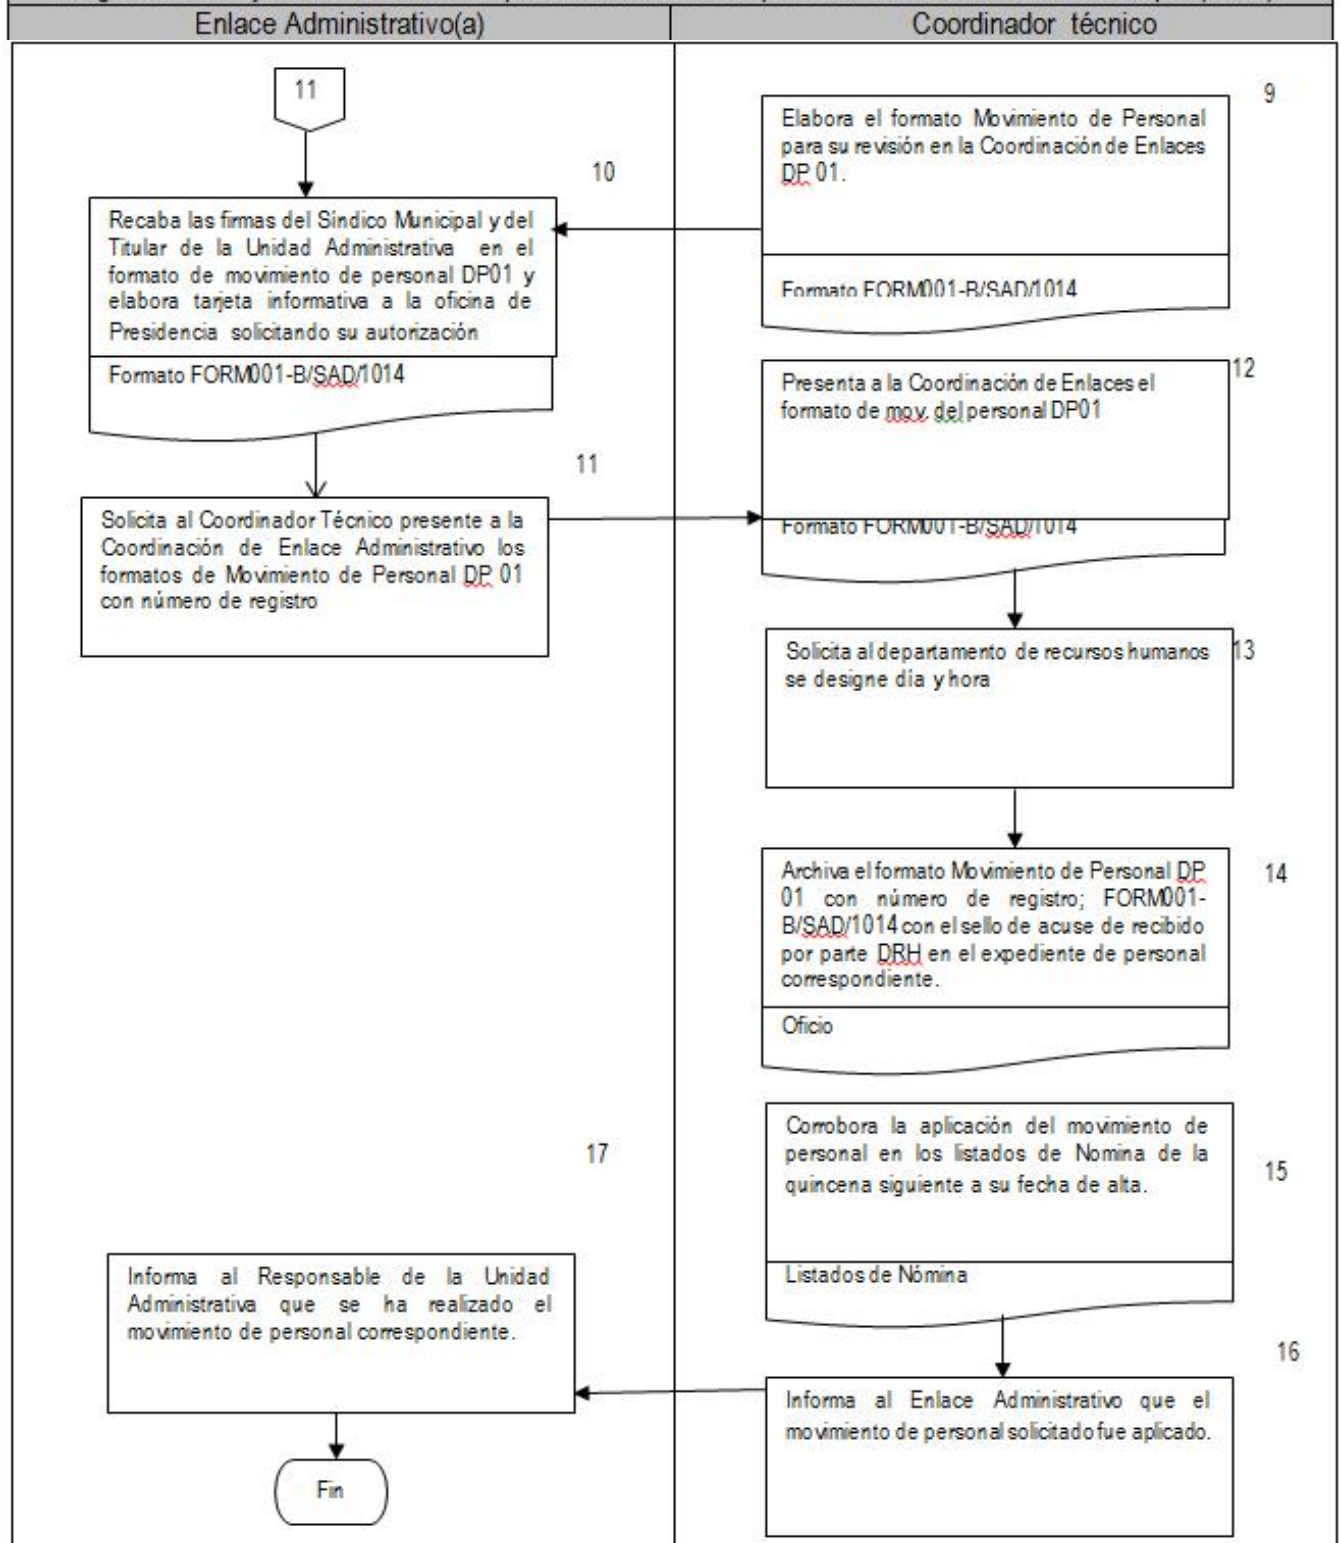 Enlace Administrativo(a)
Coordinador técnico
11
9
Elabora el formato Movimiento de Personal
para su revisión en la Coordinación de Enlaces
DP 01.
Formato FORM001-B/SAD/1014
10
Recaba las firmas del Síndico Municipal y del
Titular de la Unidad Administrativa en el
formato de movimiento de personal DP01 y
elabora tarjeta informativa a la oficina de
Presidencia solicitando su autorización
Formato FORM001-B/SAD/1014
12
Presenta a la Coordinación de Enlaces el
formato de mov. del personal DP01
Formato FORM001-B/SAD/1014
11
Solicita al Coordinador Técnico presente a la
Coordinación de Enlace Administrativo los
formatos de Movimiento de Personal DP 01
con número de registro
13
Solicita al departamento de recursos humanos
se designe día y hora
14
Archiva el formato Movimiento de Personal DP
01 con número de registro; FORM001-
B/SAD/1014 con el sello de acuse de recibido
por parte DRH en el expediente de personal
correspondiente.
Oficio
15
Corrobora la aplicación del movimiento de
personal en los listados de Nomina de la
quincena siguiente a su fecha de alta.
Listados de Nómina
17
Informa al Responsable de la Unidad
Administrativa que se ha realizado el
movimiento de personal correspondiente.
16
Informa al Enlace Administrativo que el
movimiento de personal solicitado fue aplicado.
Fin